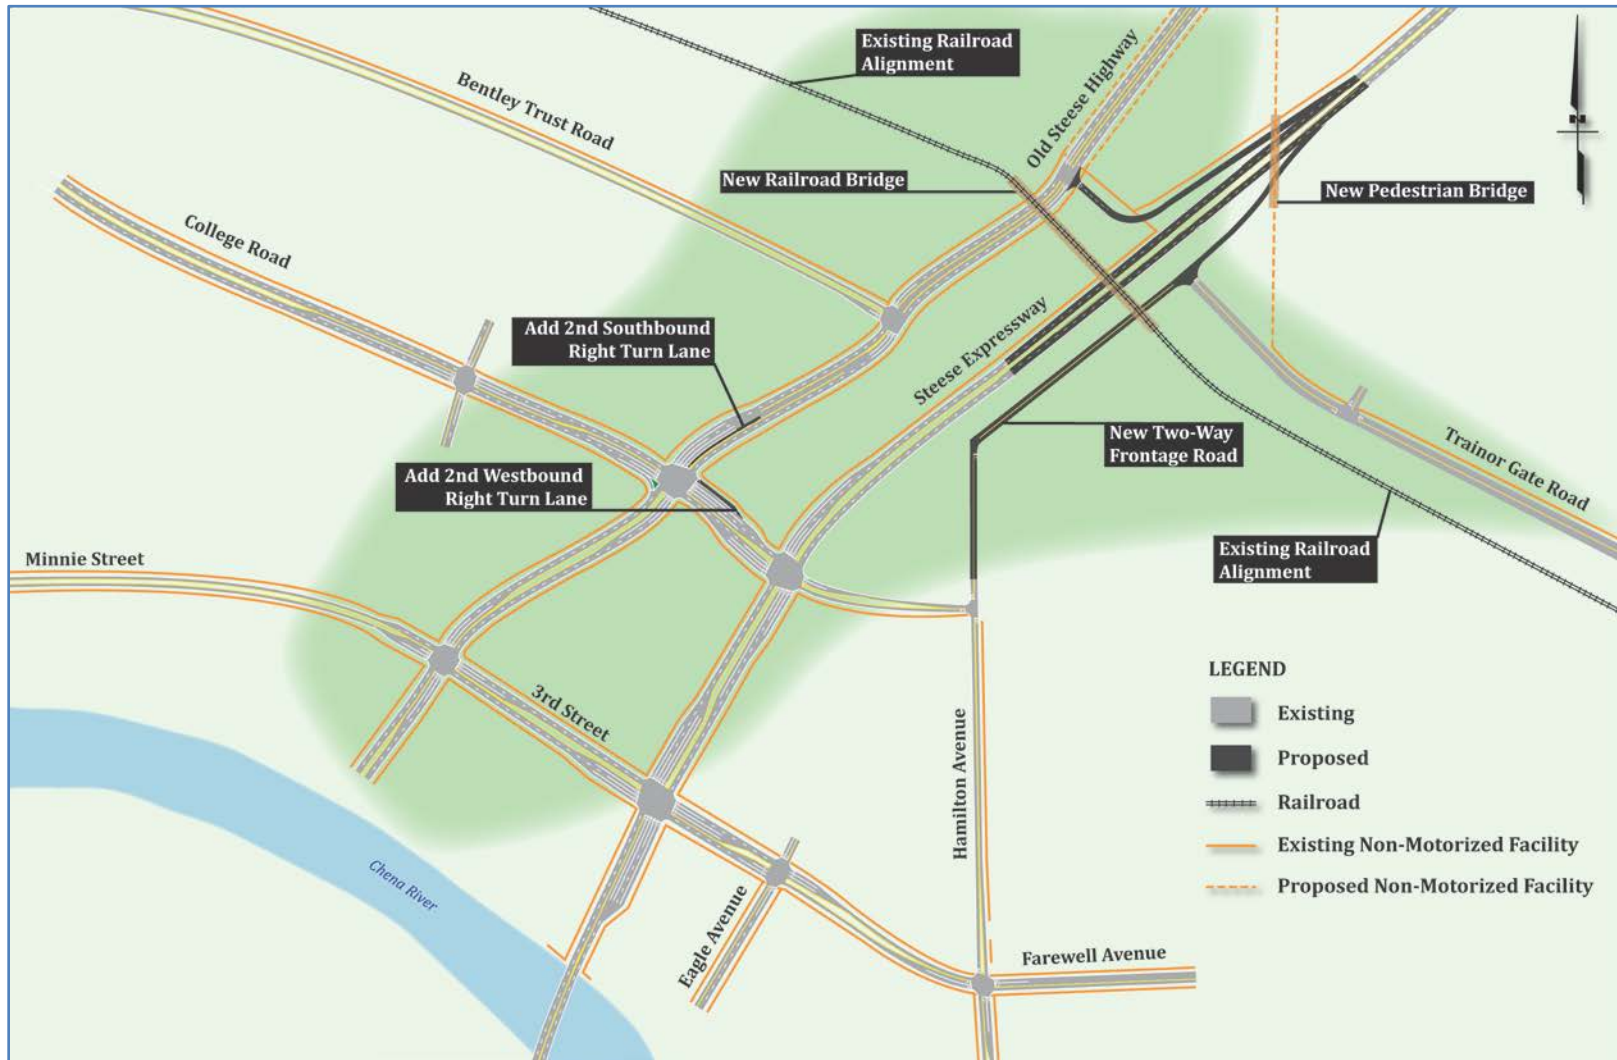 Existing Railroad
Alignment
Old Steese Highway
Bentley Trust Road
New Railroad Bridge
New Pedestrian Bridge
College Road
Add 2nd Southbound
Right Turn Lane
Steese Expressway
New Two-Way
Frontage Road
Trainor Gate Road
Add 2nd Westbound
Right Turn Lane
Existing Railroad
Alignment
Minnie Street
3rd Street
Hamilton Avenue
Chena River
Eagle Avenue
Farewell Avenue
LEGEND
Existing
Proposed
Railroad
Existing Non-Motorized Facility
Proposed Non-Motorized Facility